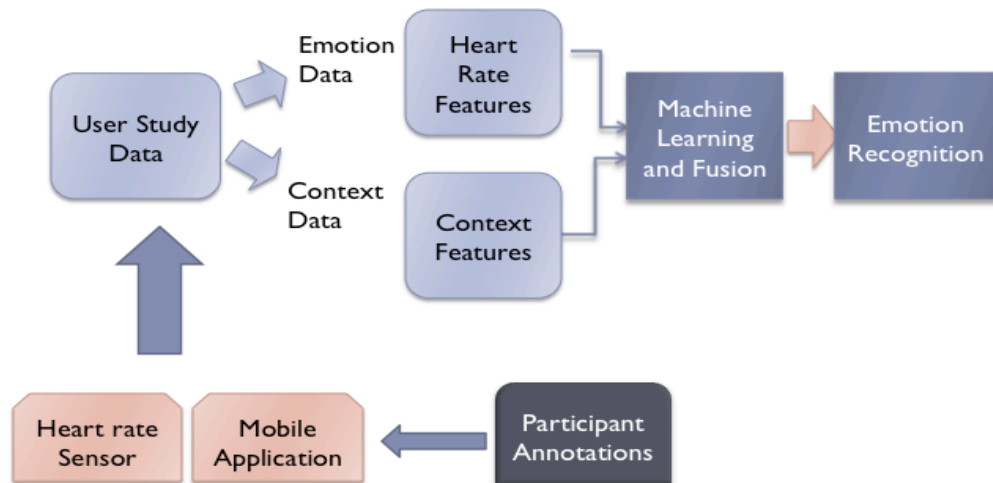 Emotion
Data
Heart
Rate
Features
User Study
Data
Machine
Learning
and Fusion
Emotion
Recognition
Context
Data
Context
Features
Heart rate
Sensor
Mobile
Application
Participant
Annotations